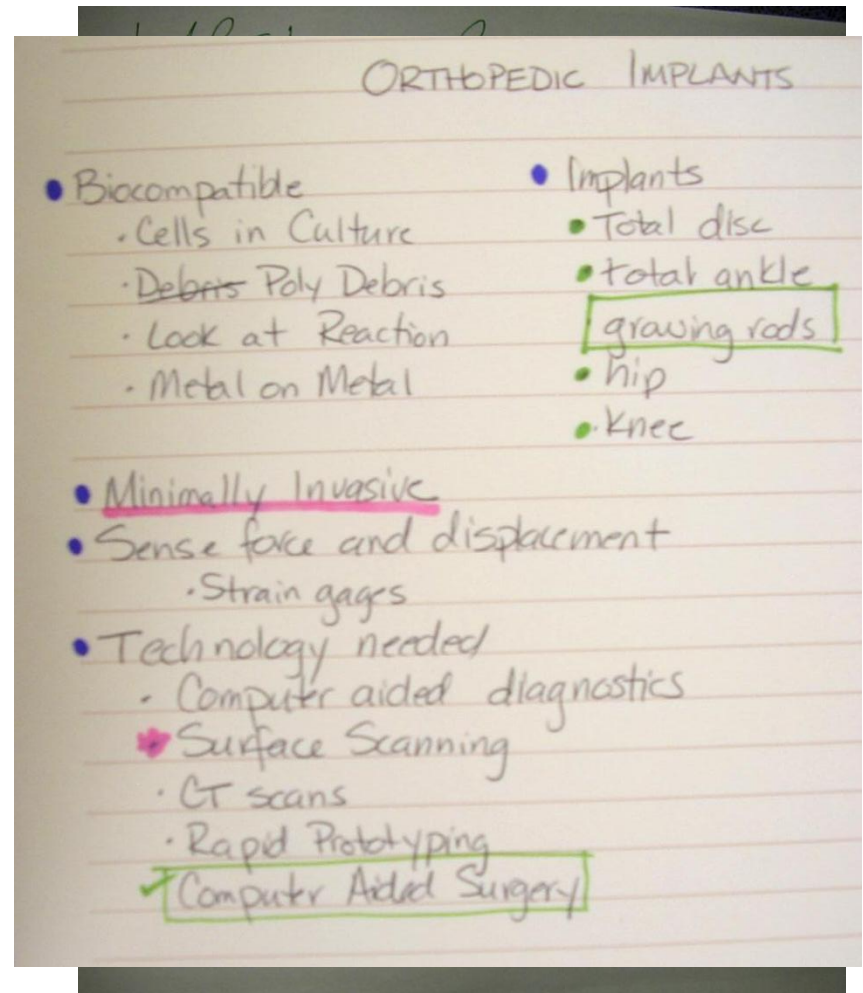 ORTHOPEDIC IMPLANTS
• Biocompatible
· Cells in Culture
· Debris Poly Debris
· Look at Reaction
· Metal on Metal
• Implants
• Total disc
• total ankle
growing rods
• hip
• Knee
• Minimally Invasive
• Sense force and displacement
· Strain gages
• Technology needed
· Computer aided diagnostics
Surface Scanning
· CT scans
· Rapid Prototyping
✓ Computer Aided Surgery